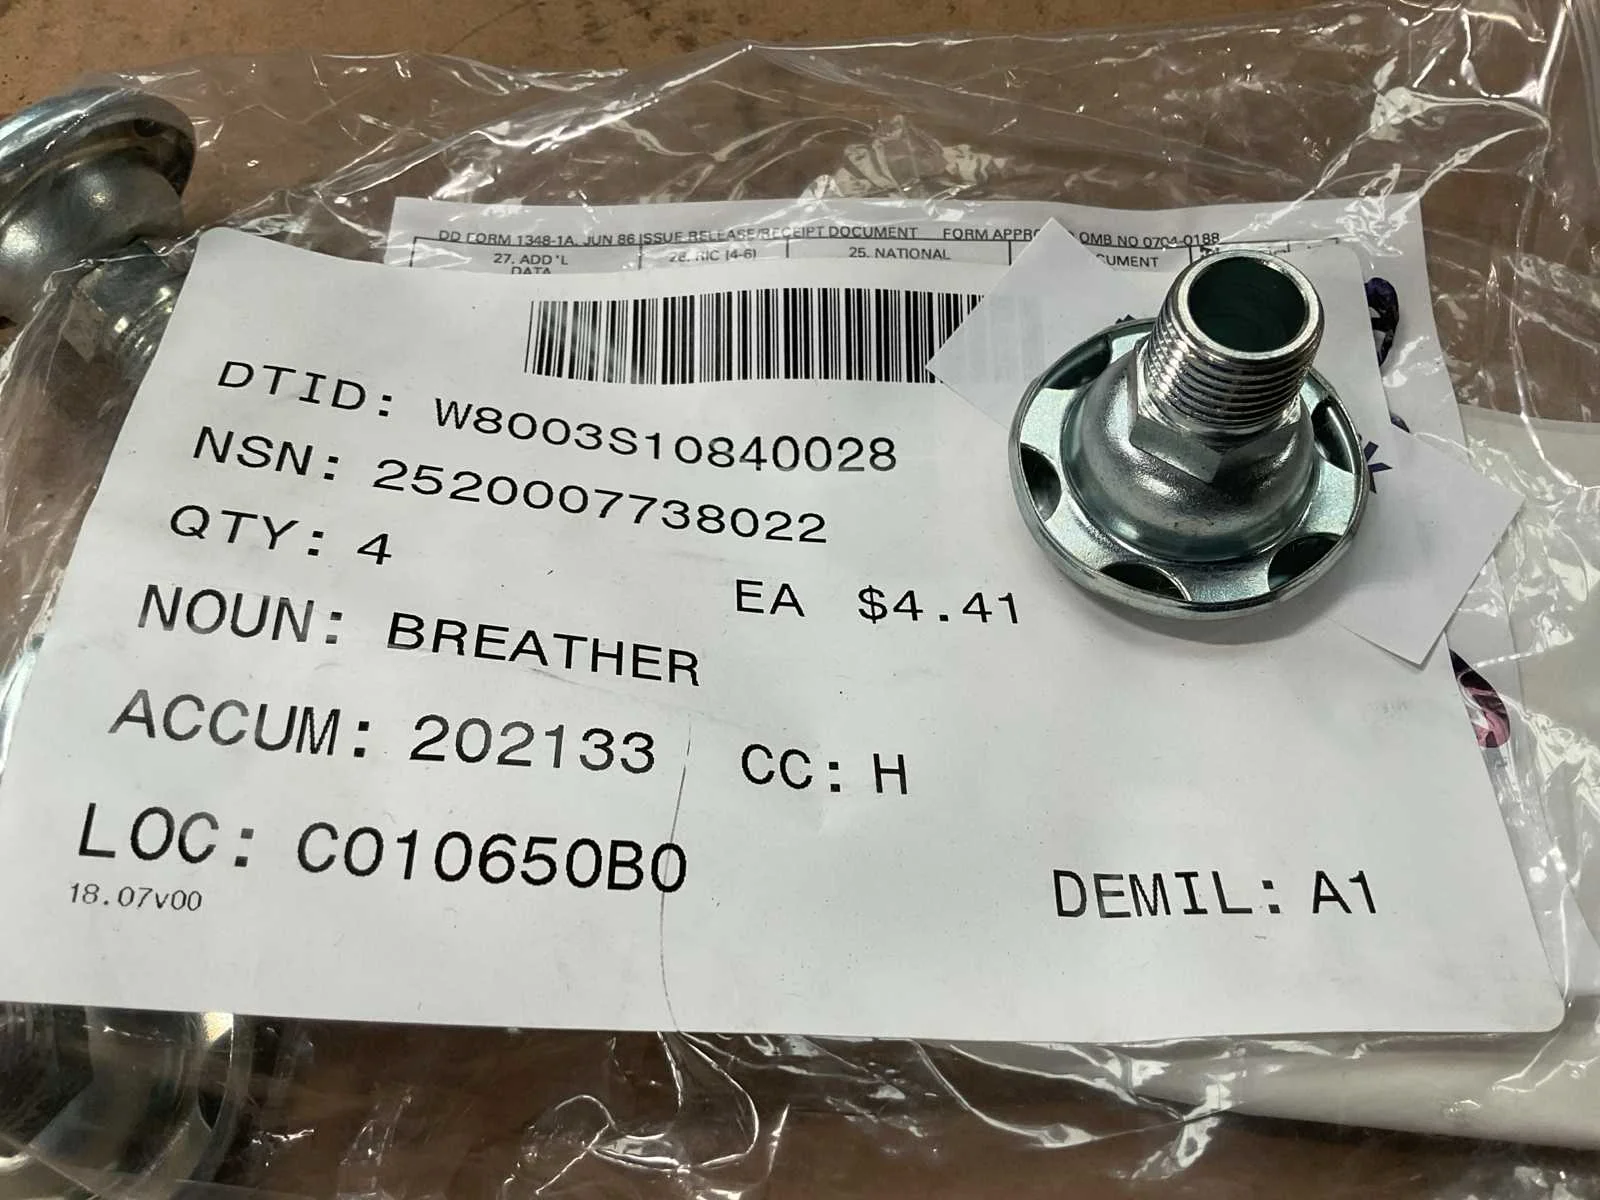 DD FORM 1348-1A, JUN 86 ISSUE RELEASE/RECEIPT DOCUMENT FORM APPR OMB NO 0704-0188
27. ADD'L DATA
28. RIC (4-6)
25. NATIONAL
CUMENT
DTID: W8003S10840028
NSN: 2520007738022
QTY: 4
EA $4.41
NOUN: BREATHER
ACCUM: 202133 CC: H
LOC: C010650B0
18.07v00
DEMIL: A1